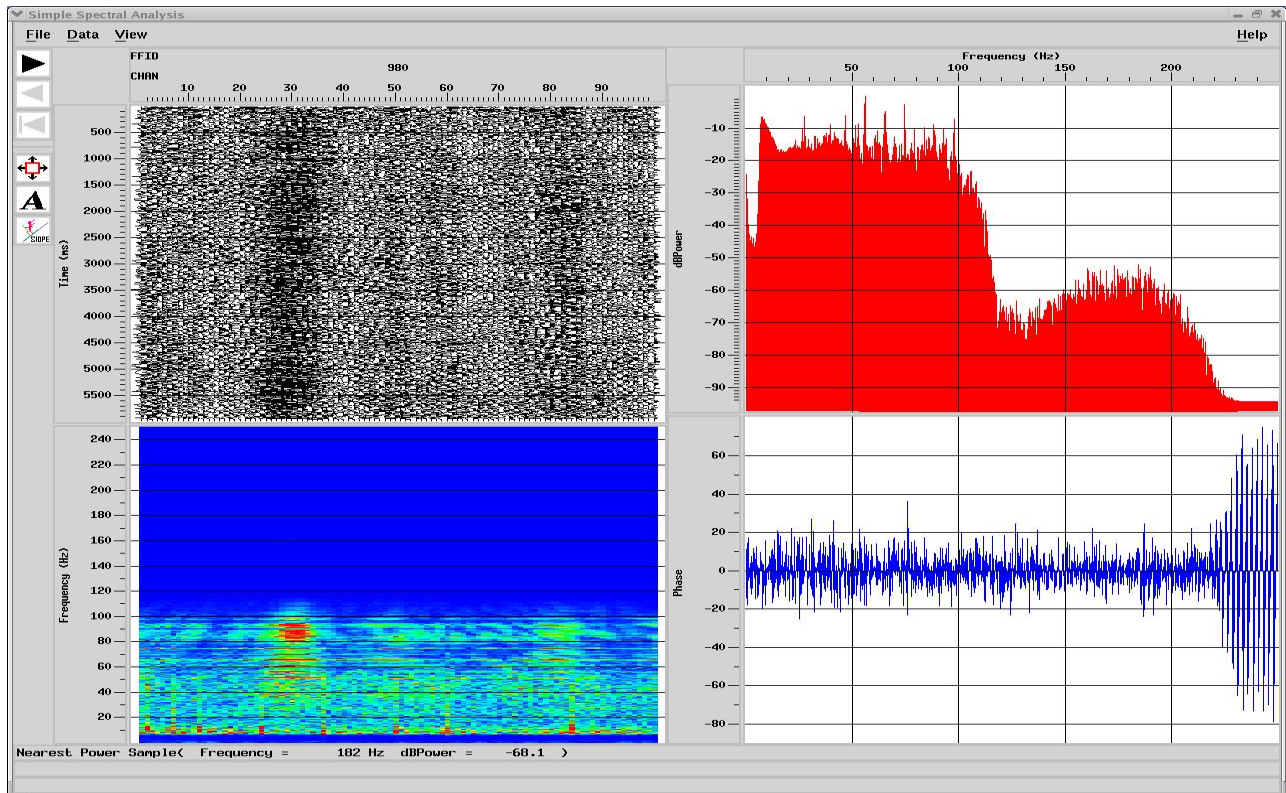 Simple Spectral Analysis
File Data View Help
FFID
980
CHAN
10 20 30 40 50 60 70 80 90
Time (ms)
500
1000
1500
2000
2500
3000
3500
4000
4500
5000
5500
Frequency (Hz)
50 100 150 200
dBPower
-10
-20
-30
-40
-50
-60
-70
-80
-90
A
SLOPE
Frequency (Hz)
240
220
200
180
160
140
120
100
80
60
40
20
Phase
60
40
20
0
-20
-40
-60
-80
Nearest Power Sample( Frequency = 182 Hz dBPower = -68.1 )